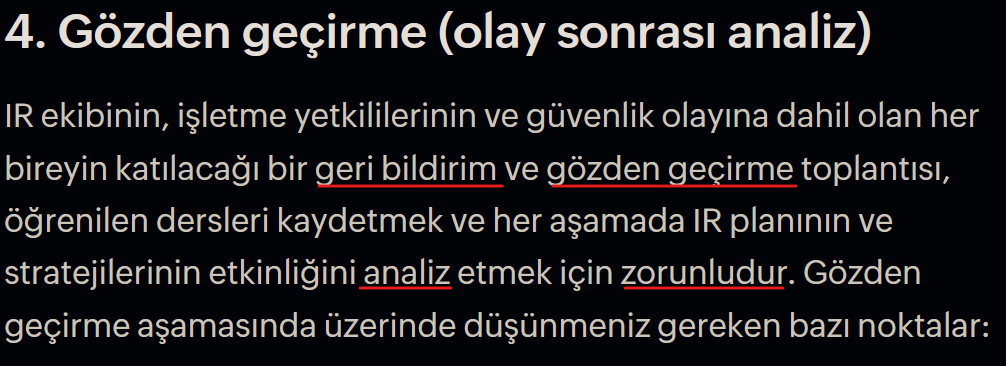 4. Gözden geçirme (olay sonrası analiz)
IR ekibinin, işletme yetkililerinin ve güvenlik olayına dahil olan her
bireyin katılacağı bir geri bildirim ve gözden geçirme toplantısı,
öğrenilen dersleri kaydetmek ve her aşamada IR planının ve
stratejilerinin etkinliğini analiz etmek için zorunludur. Gözden
geçirme aşamasında üzerinde düşünmeniz gereken bazı noktalar: